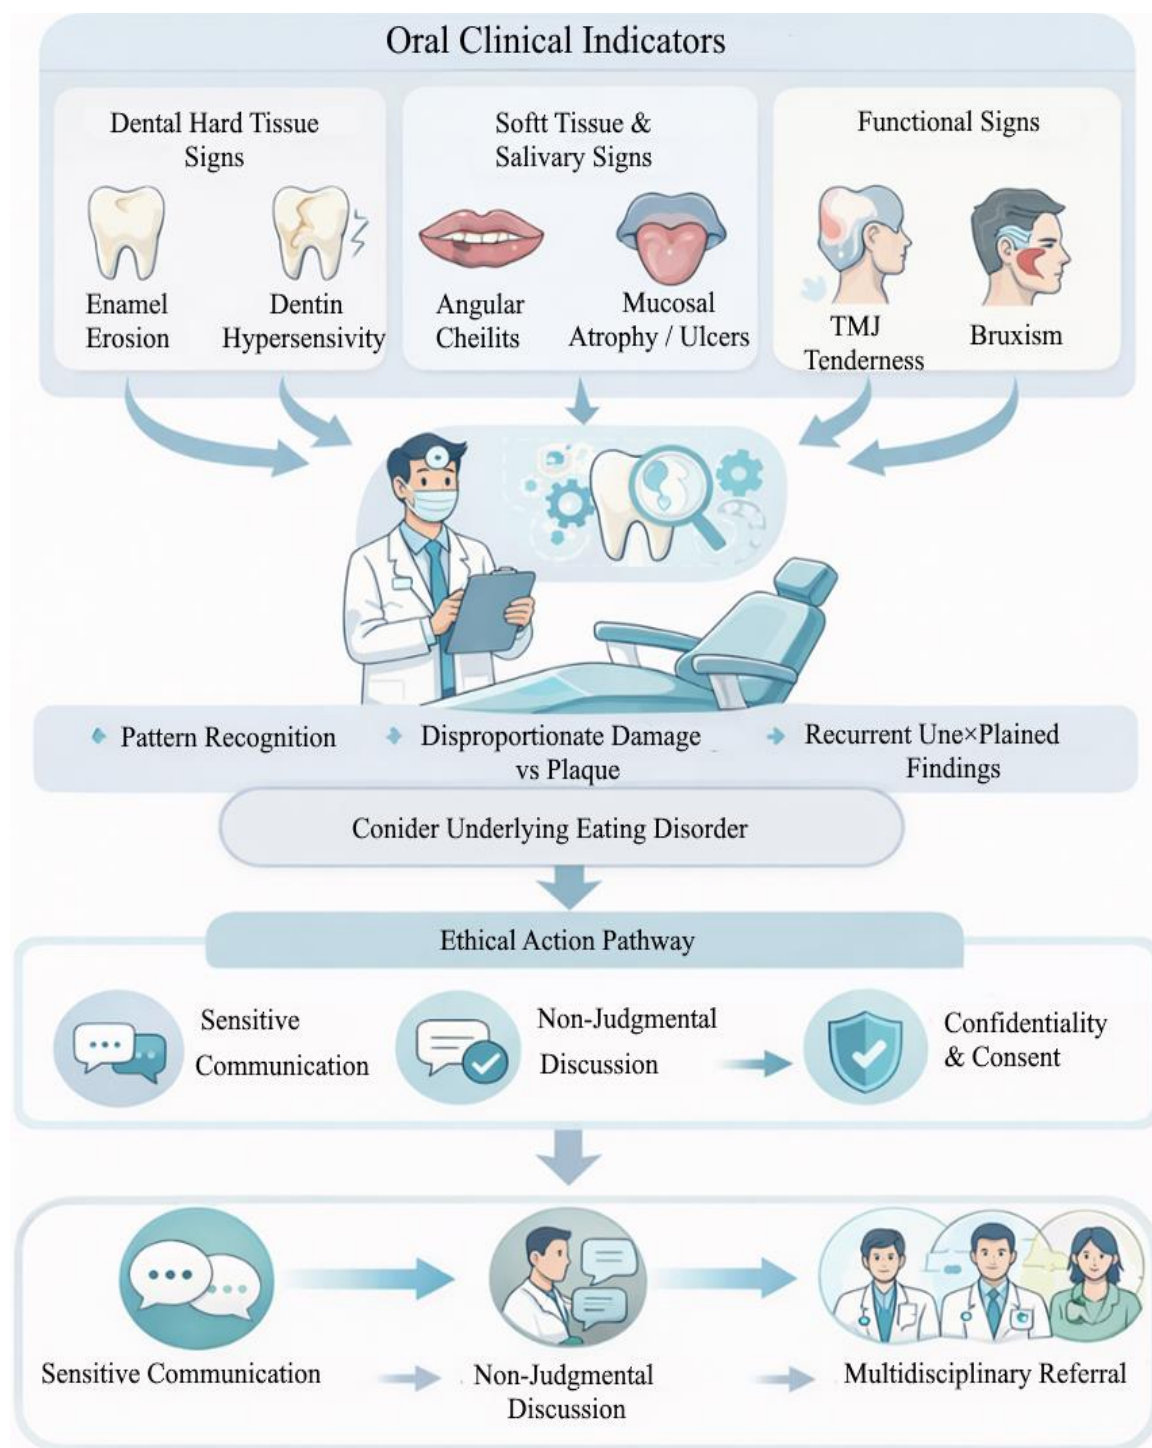 Oral Clinical Indicators
Dental Hard Tissue
Signs
Enamel
Erosion
Dentin
Hypersensivity
Softt Tissue &
Salivary Signs
Angular
Cheilits
Mucosal
Atrophy / Ulcers
Functional Signs
TMJ
Tenderness
Bruxism
Pattern Recognition
Disproportionate Damage
vs Plaque
Recurrent Une×Plained
Findings
Conider Underlying Eating Disorder
Ethical Action Pathway
Sensitive
Communication
Non-Judgmental
Discussion
Confidentiality
& Consent
Sensitive Communication
Non-Judgmental
Discussion
Multidisciplinary Referral